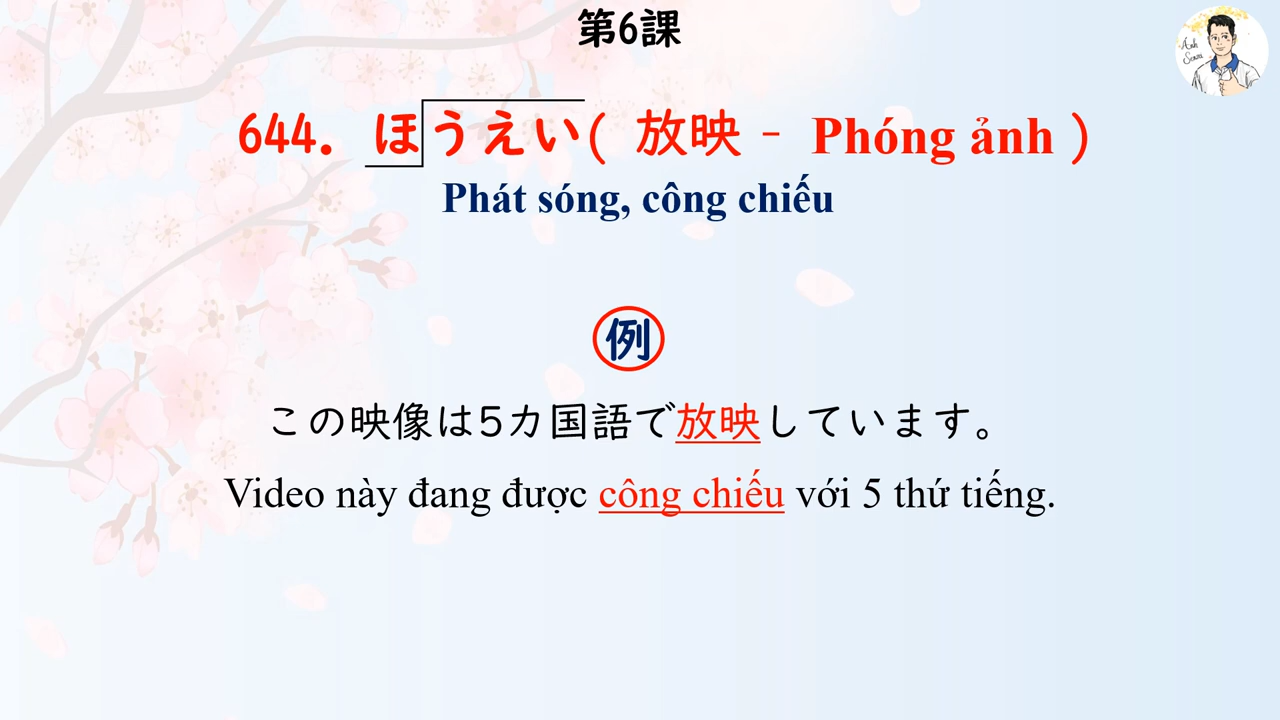 第6課
Anh Sensei
644. ほうえい( 放映 - Phóng ảnh )
Phát sóng, công chiếu
例
この映像は5カ国語で放映しています。
Video này đang được công chiếu với 5 thứ tiếng.